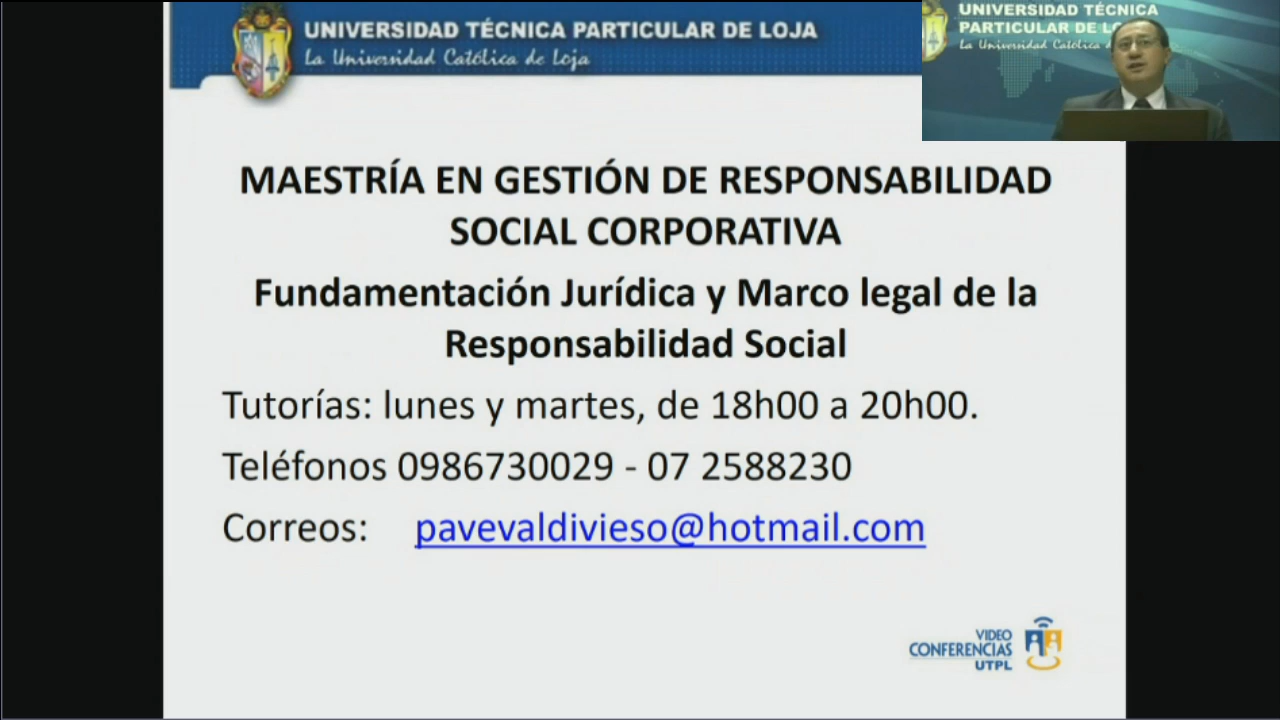 UNIVERSIDAD TÉCNICA PARTICULAR DE LOJA
La Universidad Católica de Loja
UNIVERSIDAD TÉCNICA
PARTICULAR DE
La Universidad Católica
MAESTRÍA EN GESTIÓN DE RESPONSABILIDAD
SOCIAL CORPORATIVA
Fundamentación Jurídica y Marco legal de la
Responsabilidad Social
Tutorías: lunes y martes, de 18h00 a 20h00.
Teléfonos 0986730029 - 07 2588230
Correos: pavevaldivieso@hotmail.com
VIDEO
CONFERENCIAS
UTPL